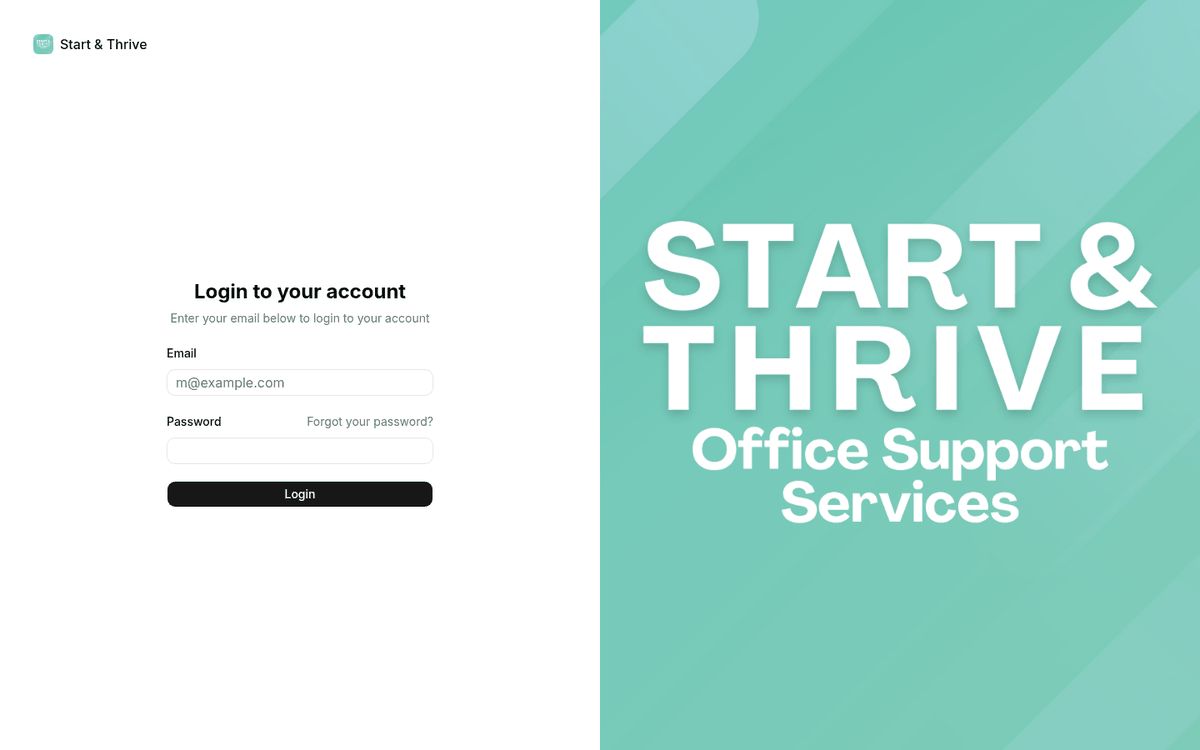 Start & Thrive
Login to your account
Enter your email below to login to your account
Email
m@example.com
Password
Forgot your password?
Login
START &
THRIVE
Office Support
Services